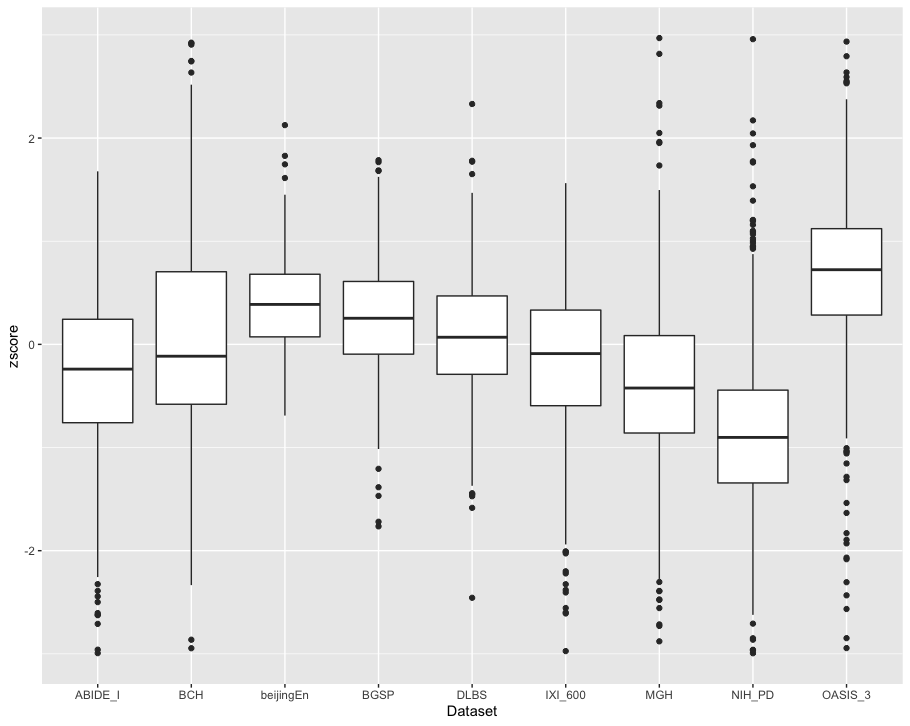 zscore
2
0
-2
ABIDE_I BCH beijingEn BGSP DLBS IXI_600 MGH NIH_PD OASIS_3
Dataset